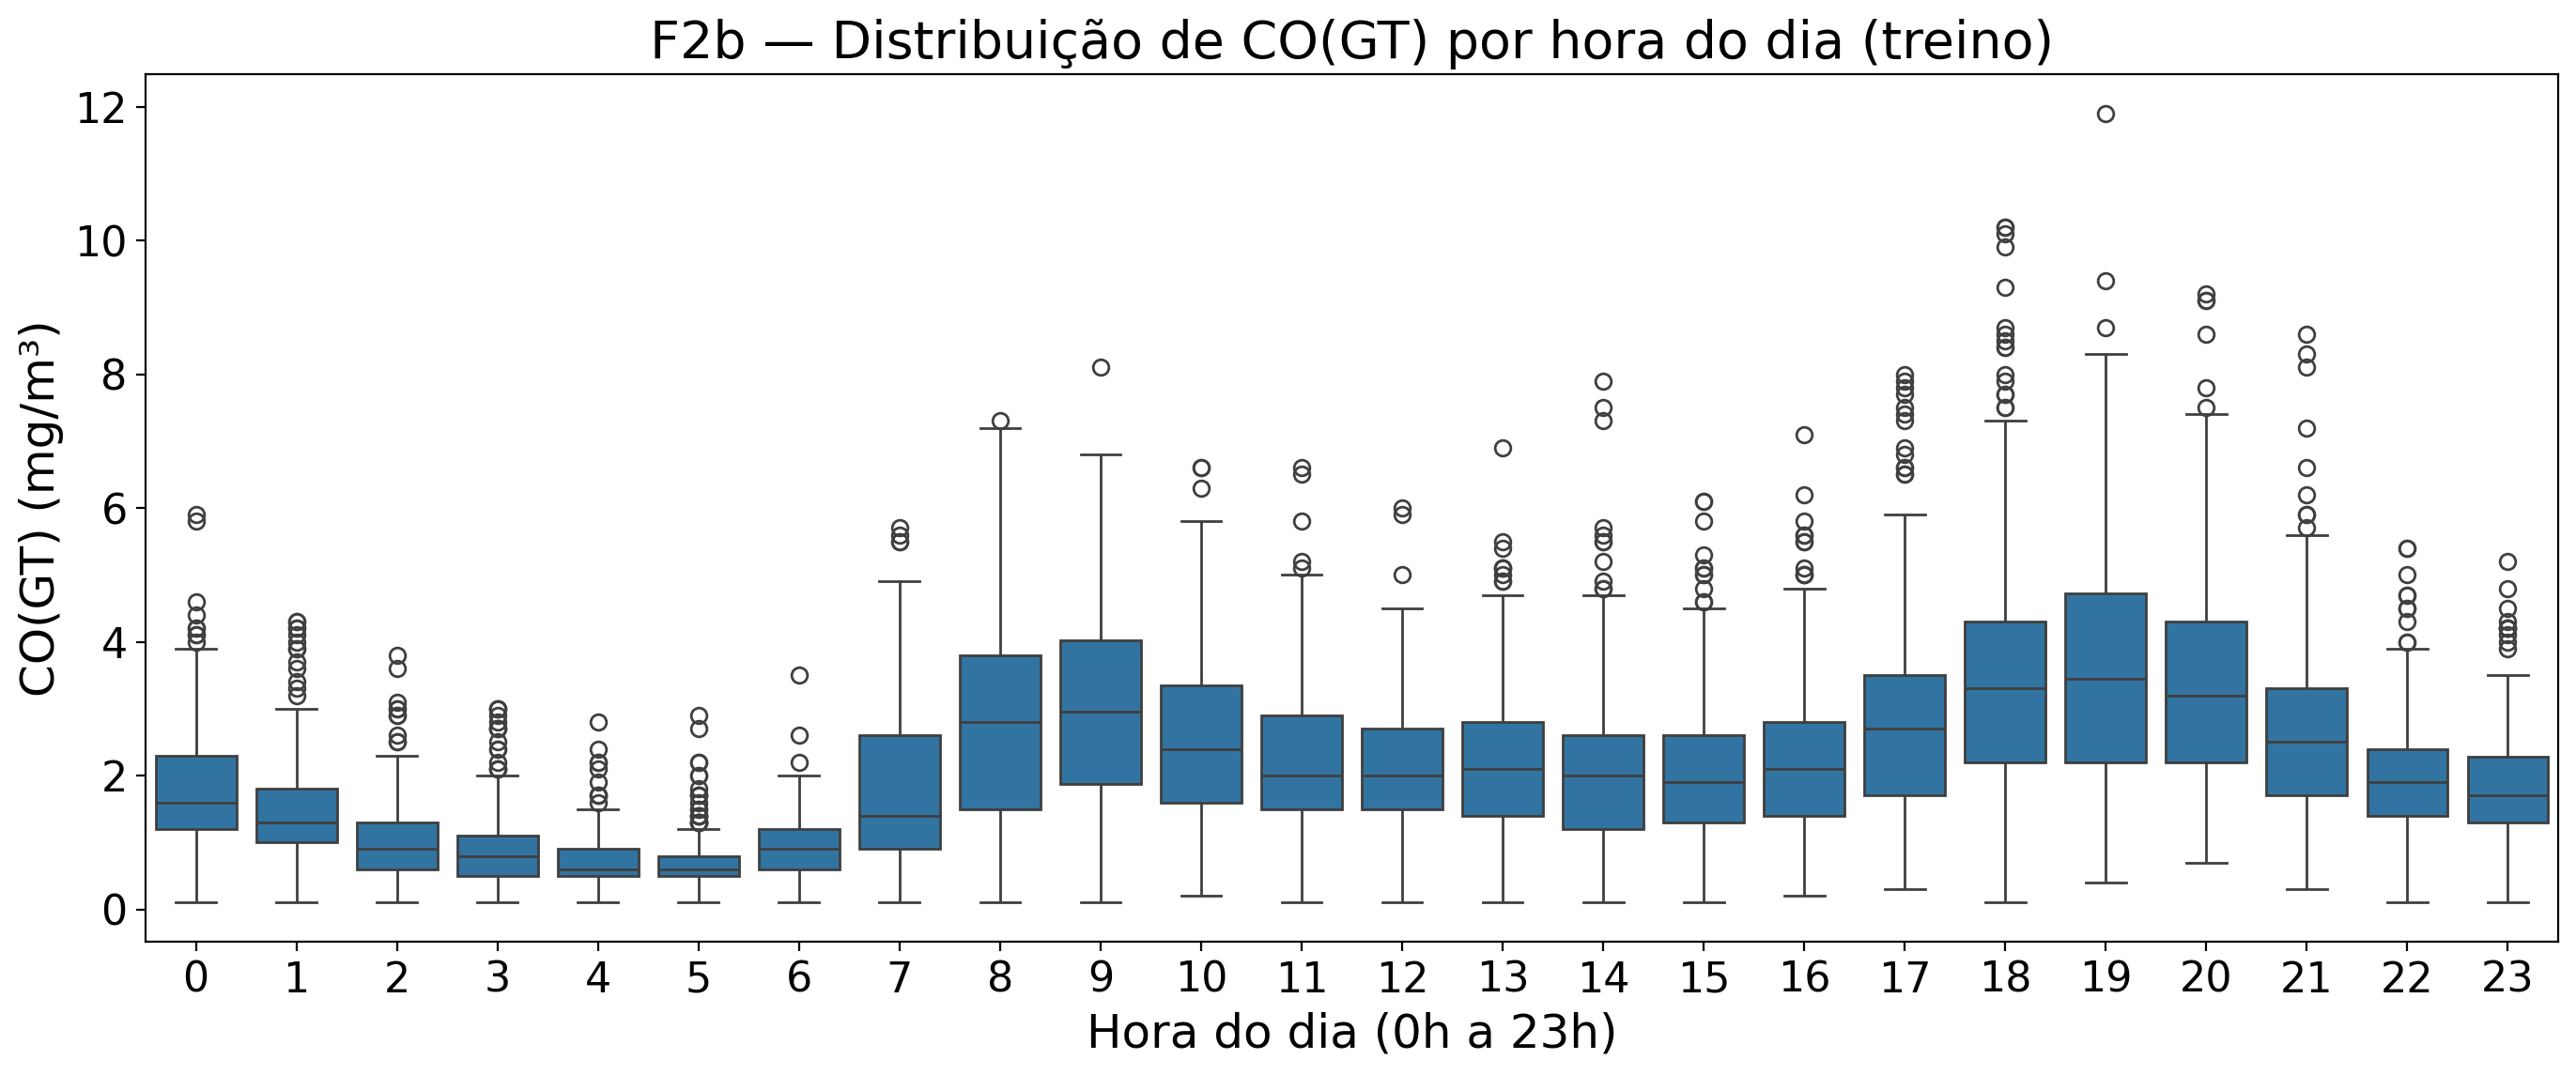 F2b — Distribuição de CO(GT) por hora do dia (treino)
CO(GT) (mg/m³)
12
10
8
6
4
2
0
0 1 2 3 4 5 6 7 8 9 10 11 12 13 14 15 16 17 18 19 20 21 22 23
Hora do dia (0h a 23h)